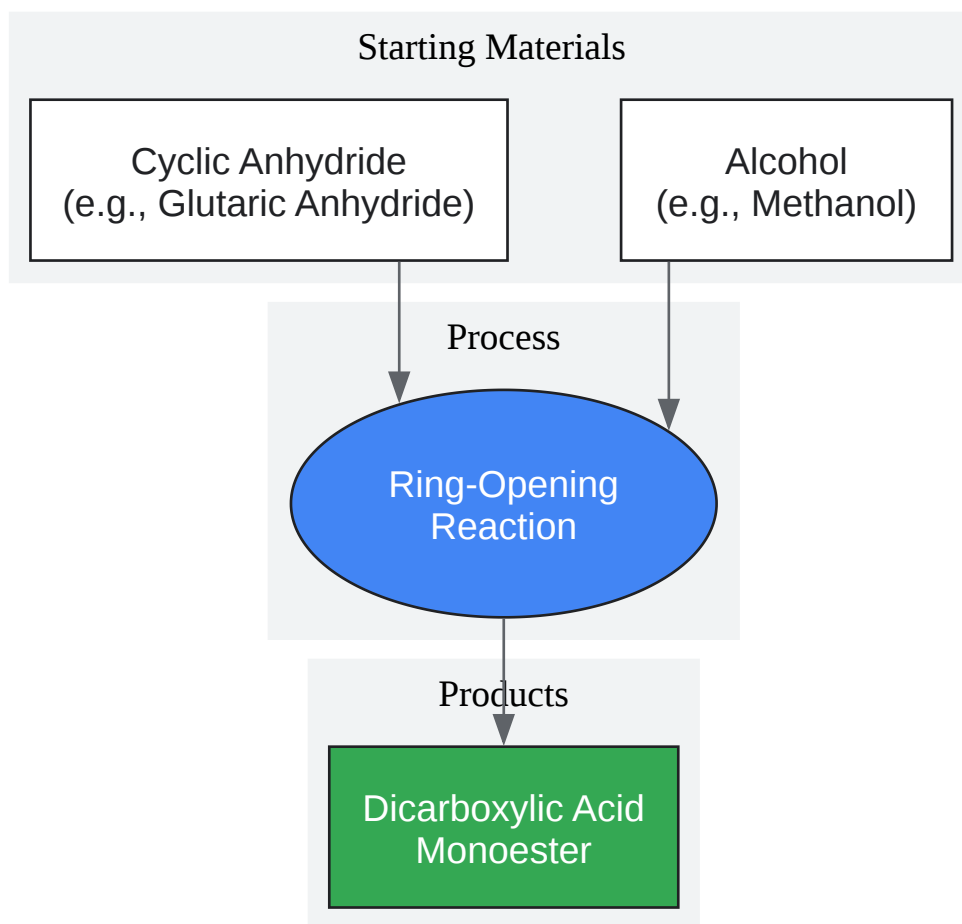 Starting Materials
Cyclic Anhydride
(e.g., Glutaric Anhydride)
Alcohol
(e.g., Methanol)
Process
Ring-Opening
Reaction
Products
Dicarboxylic Acid
Monoester